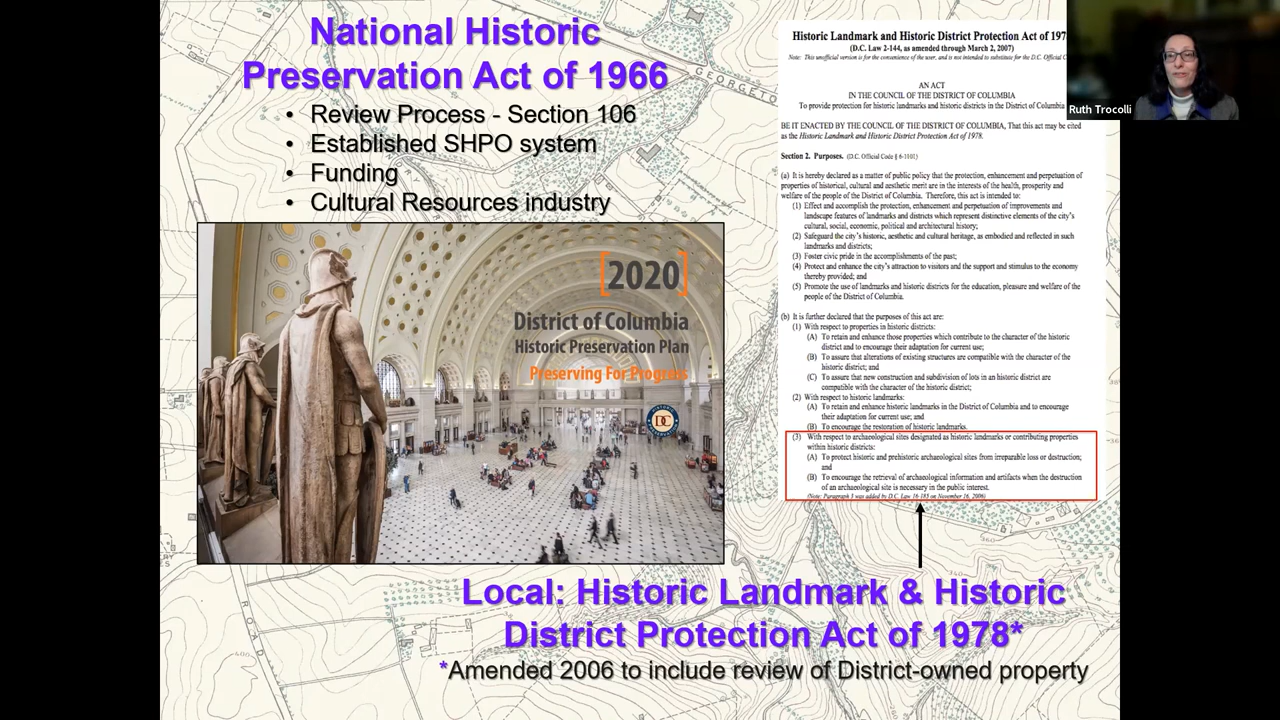 National Historic
Preservation Act of 1966
• Review Process - Section 106
• Established SHPO system
• Funding
• Cultural Resources industry
[2020]
District of Columbia
Historic Preservation Plan
Preserving For Progress
HISTORIC
DC
PRESERVATION
GEORGETOWN
ROAD
Historic Landmark and Historic District Protection Act of 197
(D.C. Law 2-144, as amended through March 2, 2007)
Note: This unofficial version is for the convenience of the user, and is not intended to substitute for the D.C. Official C
AN ACT
IN THE COUNCIL OF THE DISTRICT OF COLUMBIA
To provide protection for historic landmarks and historic districts in the District of Columbia
BE IT ENACTED BY THE COUNCIL OF THE DISTRICT OF COLUMBIA, That this act may be cited
as the Historic Landmark and Historic District Protection Act of 1978.
Section 2. Purposes. (D.C. Official Code § 6-1101)
(a) It is hereby declared as a matter of public policy that the protection, enhancement and perpetuation of
properties of historical, cultural and aesthetic merit are in the interests of the health, prosperity and
welfare of the people of the District of Columbia. Therefore, this act is intended to:
(1) Effect and accomplish the protection, enhancement and perpetuation of improvements and
landscape features of landmarks and districts which represent distinctive elements of the city's
cultural, social, economic, political and architectural history;
(2) Safeguard the city's historic, aesthetic and cultural heritage, as embodied and reflected in such
landmarks and districts;
(3) Foster civic pride in the accomplishments of the past;
(4) Protect and enhance the city's attraction to visitors and the support and stimulus to the economy
thereby provided; and
(5) Promote the use of landmarks and historic districts for the education, pleasure and welfare of the
people of the District of Columbia.
(b) It is further declared that the purposes of this act are:
(1) With respect to properties in historic districts:
(A) To retain and enhance those properties which contribute to the character of the historic
district and to encourage their adaptation for current use;
(B) To assure that alterations of existing structures are compatible with the character of the
historic district; and
(C) To assure that new construction and subdivision of lots in an historic district are
compatible with the character of the historic district;
(2) With respect to historic landmarks:
(A) To retain and enhance historic landmarks in the District of Columbia and to encourage
their adaptation for current use; and
(B) To encourage the restoration of historic landmarks.
(3) With respect to archaeological sites designated as historic landmarks or contributing properties
within historic districts:
(A) To protect historic and prehistoric archaeological sites from irreparable loss or destruction;
and
(B) To encourage the retrieval of archaeological information and artifacts when the destruction
of an archaeological site is necessary in the public interest.
(Note: Paragraph 3 was added by D.C. Law 16-185 on November 16, 2006)
Ruth Trocolli
Local: Historic Landmark & Historic
District Protection Act of 1978*
*Amended 2006 to include review of District-owned property